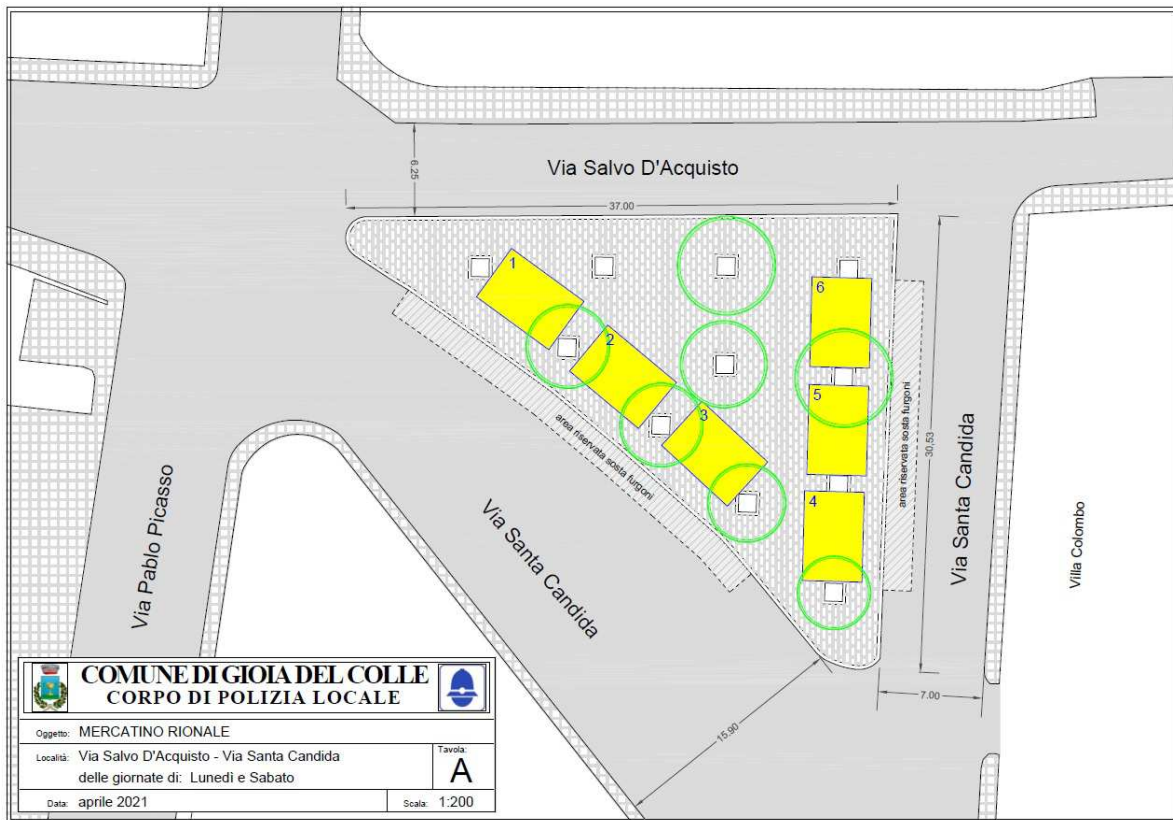 Via Salvo D'Acquisto
6.25
37.00
1
2
3
6
5
4
area riservata sosta furgoni
area riservata sosta furgoni
30,53
Via Santa Candida
Via Santa Candida
Via Pablo Picasso
Villa Colombo
7.00
15.90
COMUNE DI GIOIA DEL COLLE
CORPO DI POLIZIA LOCALE
Oggetto: MERCATINO RIONALE
Località: Via Salvo D'Acquisto - Via Santa Candida
delle giornate di: Lunedì e Sabato
Tavola:
A
Data: aprile 2021
Scala: 1:200